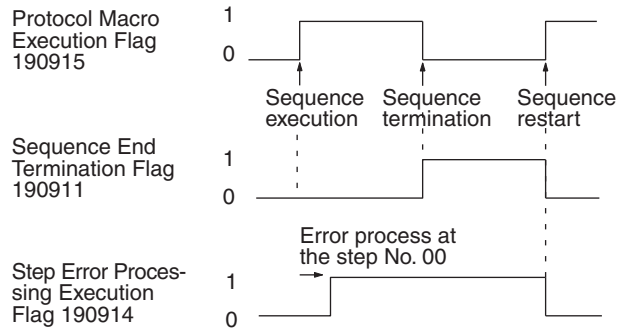 Protocol Macro
Execution Flag
190915
1
0
Sequence
execution
Sequence
termination
Sequence
restart
Sequence End
Termination Flag
190911
1
0
Error process at
the step No. 00
Step Error Proces-
sing Execution
Flag 190914
1
0